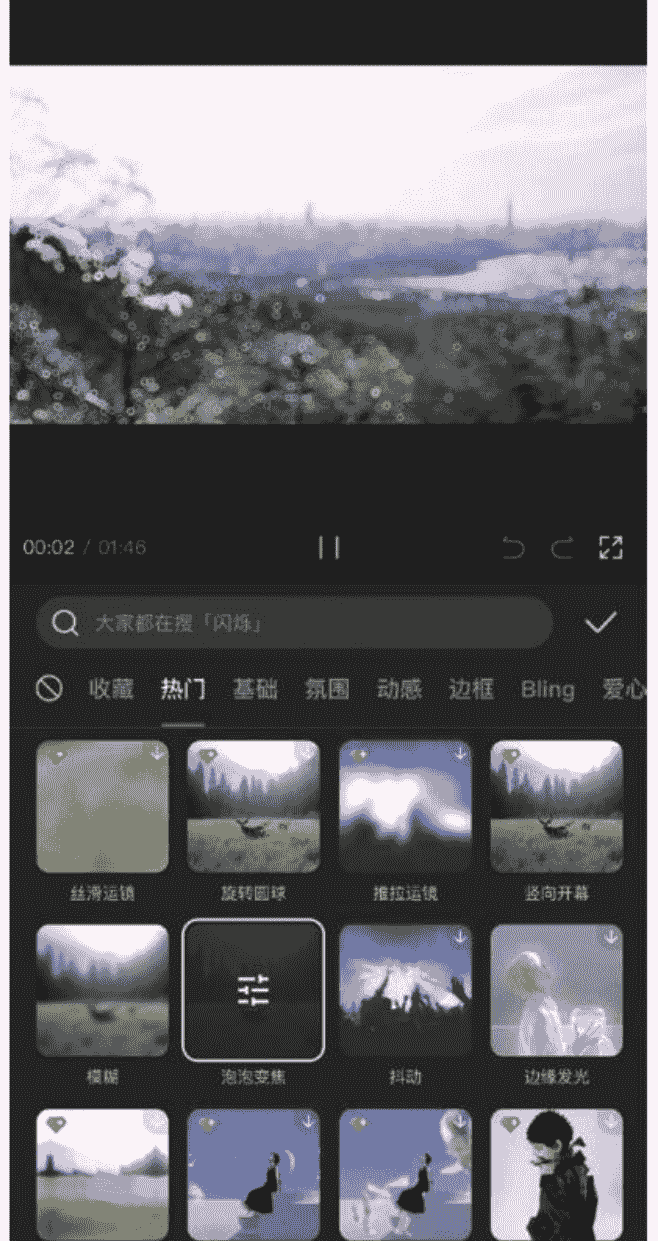 00:02 / 01:46
大家都在搜「闪烁」
收藏 热门 基础 氛围 动感 边框 Bling 爱心
丝滑运镜 旋转圆球 推拉运镜 竖向开幕
模糊 泡泡变焦 抖动 边缘发光